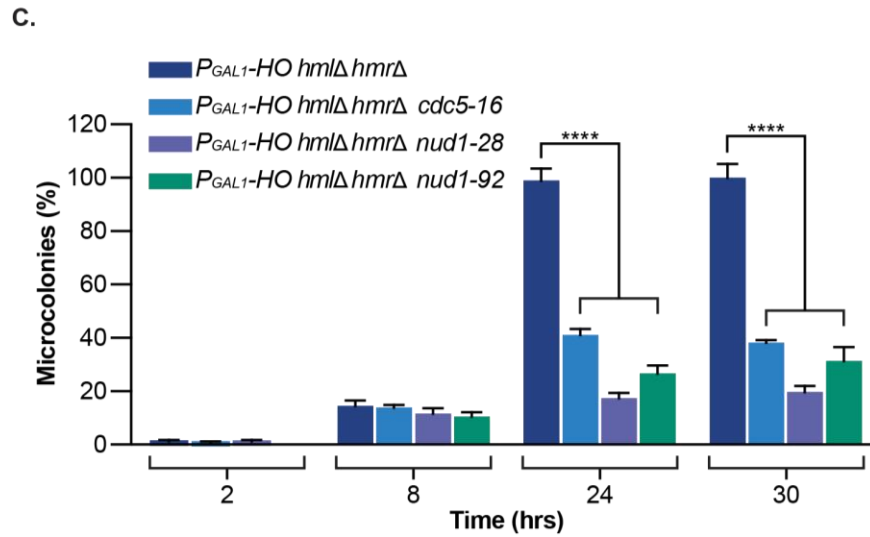 C.
PGAL1-HO hmlΔ hmrΔ
PGAL1-HO hmlΔ hmrΔ cdc5-16
PGAL1-HO hmlΔ hmrΔ nud1-28
PGAL1-HO hmlΔ hmrΔ nud1-92
Microcolonies (%)
120
100
80
60
40
20
0
****
****
2
8
24
30
Time (hrs)